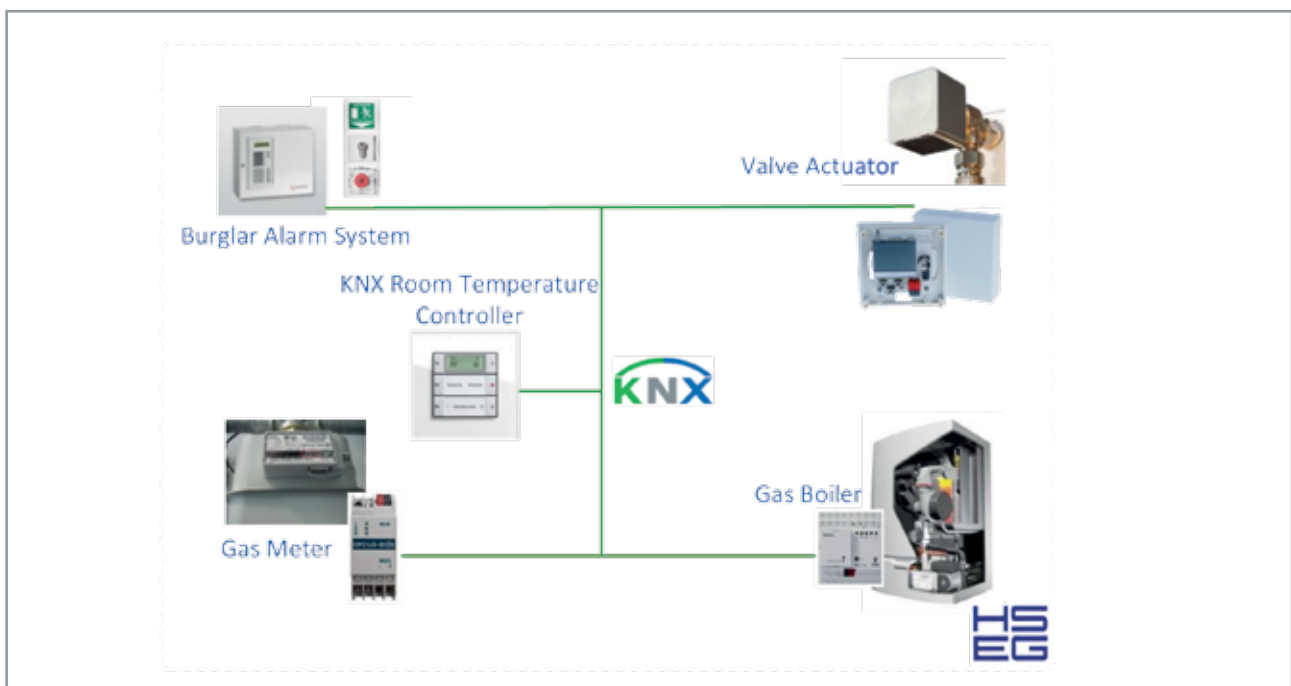 Valve Actuator
Burglar Alarm System
KNX Room Temperature
Controller
KNX
Gas Boiler
Gas Meter
HS
EG